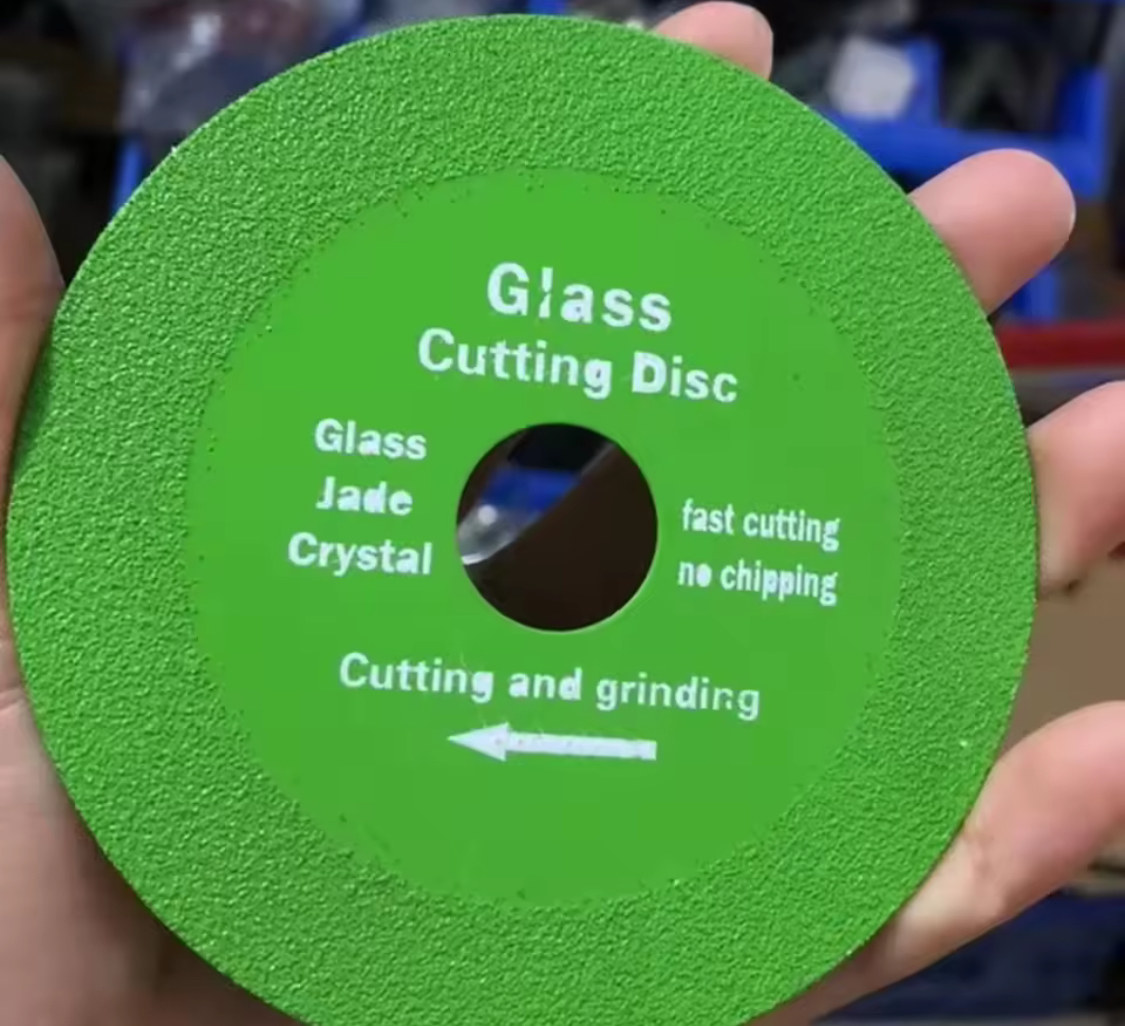 Glass
Cutting Disc
Glass
Jade
Crystal
fast cutting
no chipping
Cutting and grinding